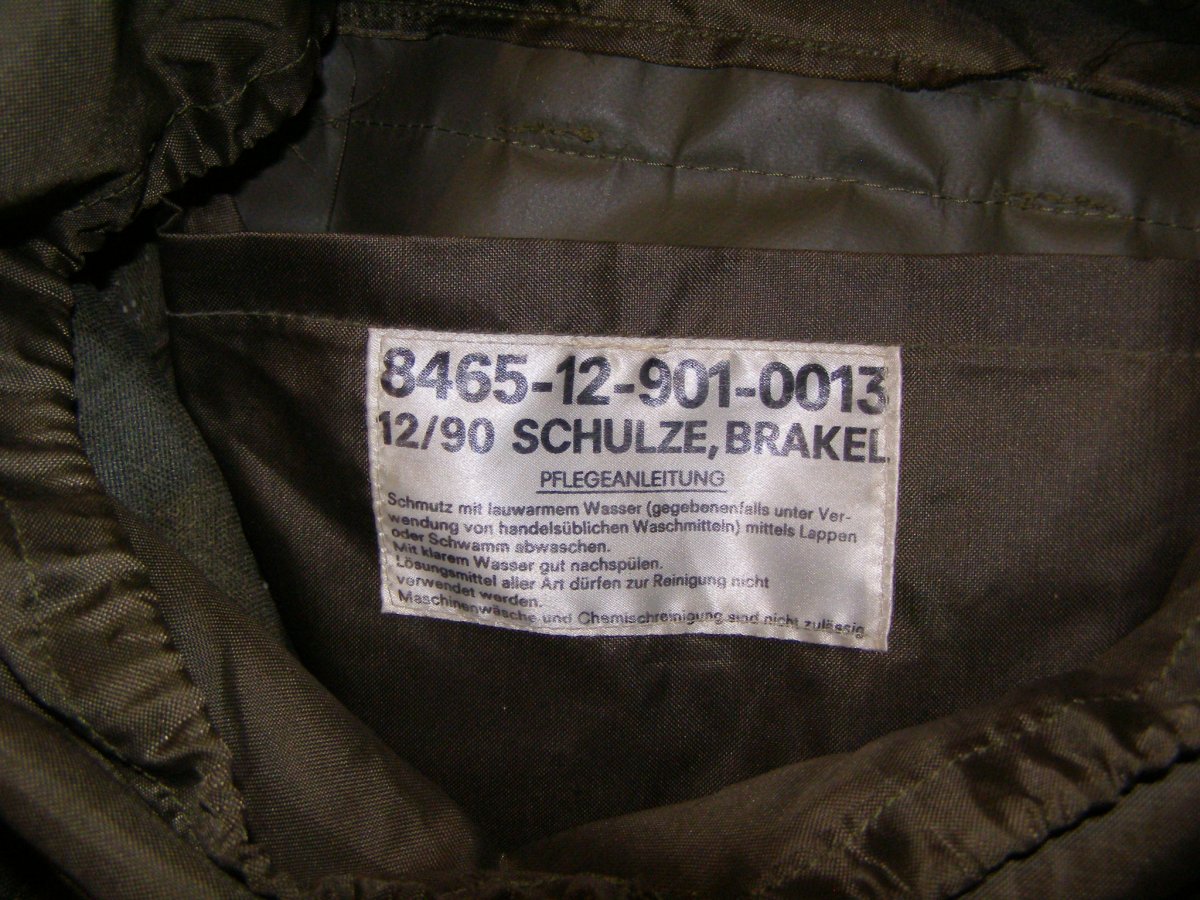 8465-12-901-0013
12/90 SCHULZE, BRAKEL
PFLEGEANLEITUNG
Schmutz mit lauwarmem Wasser (gegebenenfalls unter Ver-
wendung von handelsüblichen Waschmitteln) mittels Lappen
oder Schwamm abwaschen.
Mit klarem Wasser gut nachspülen.
Lösungsmittel aller Art dürfen zur Reinigung nicht
verwendet werden.
Maschinenwäsche und Chemischreinigung sind nicht zulässig.